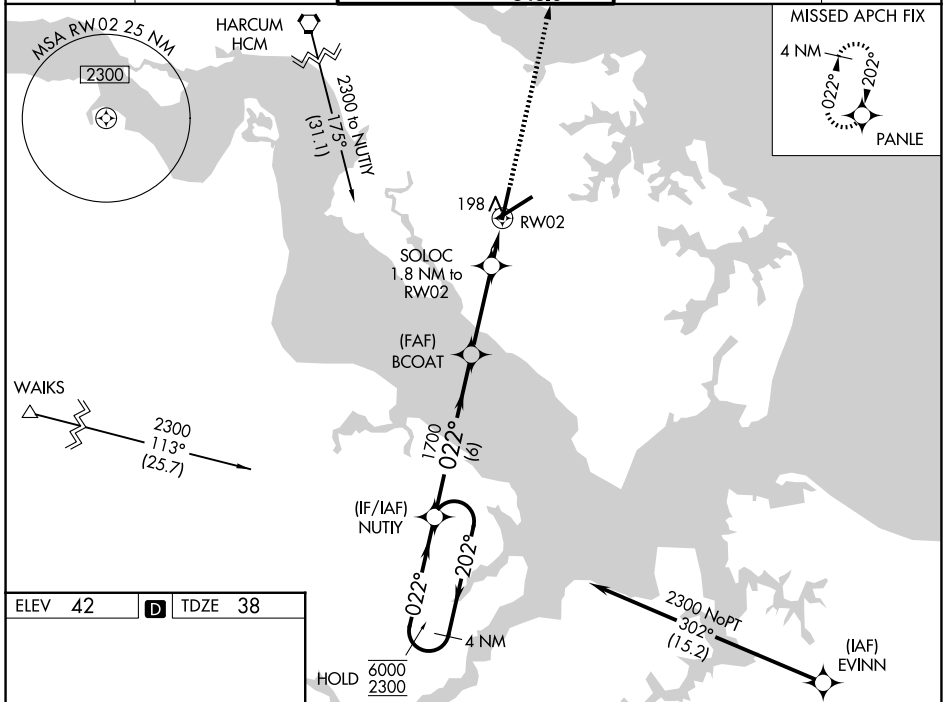 MSA RW02 25 NM
2300
HARCUM
HCM
2300 to NUTIY
175°
(31.1)
MISSED APCH FIX
4 NM
022°
202°
PANLE
198
RW02
SOLOC
1.8 NM to
RW02
(FAF)
BCOAT
WAIKS
2300
113°
(25.7)
1700
022°
(6)
(IF/IAF)
NUTIY
022°
202°
4 NM
HOLD
6000
2300
2300 NoPT
302°
(15.2)
(IAF)
EVINN
ELEV 42 D TDZE 38